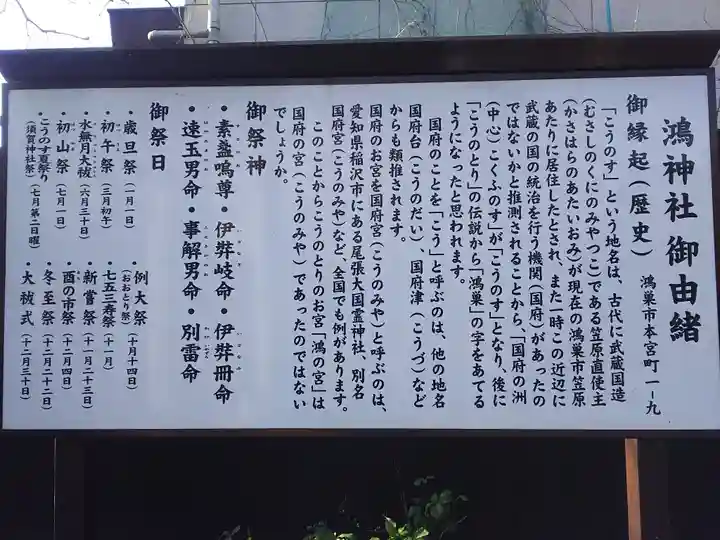 鴻神社御由緒
鴻巣市本宮町一ー九
御縁起(歴史)
「こうのす」という地名は、古代に武蔵国造
(むさしのくにのみやつこ)である笠原直使主
(かさはらのあたいおみ)が現在の鴻巣市笠原
あたりに居住したとされ、また一時この近辺に
武蔵の国の統治を行う機関(国府)があったの
ではないかと推測されることから、「国府の洲
(中心)こくふのす」が「こうのす」となり、後に
「こうのとり」の伝説から「鴻巣」の字をあてる
ようになったと思われます。
国府のことを「こう」と呼ぶのは、他の地名
国府台(こうのだい)、国府津(こうづ)など
からも類推されます。
国府のお宮を国府宮(こうのみや)と呼ぶのは、
愛知県稲沢市にある尾張大国霊神社、別名
国府宮(こうのみや)など、全国でも例があります。
このことからこうのとりのお宮「鴻の宮」は
国府の宮(こうのみや)であったのではない
でしょうか。
御祭神
・素盞嗚尊・伊弉岐命・伊弉冊命
・速玉男命・事解男命・別雷命
御祭日
・歳旦祭(一月一日)
・初午祭(三月初午)
・水無月大祓(六月三十日)
・初山祭(七月一日)
・こうのす夏祭り
(須賀神社祭)(七月第二日曜)
・例大祭(十月十四日)
(おおとり祭)
・七五三寿祭(十一月)
・新嘗祭(十一月二十三日)
・酉の市祭(十二月四日)
・冬至祭(十二月二十二日)
・大祓式(十二月三十日)